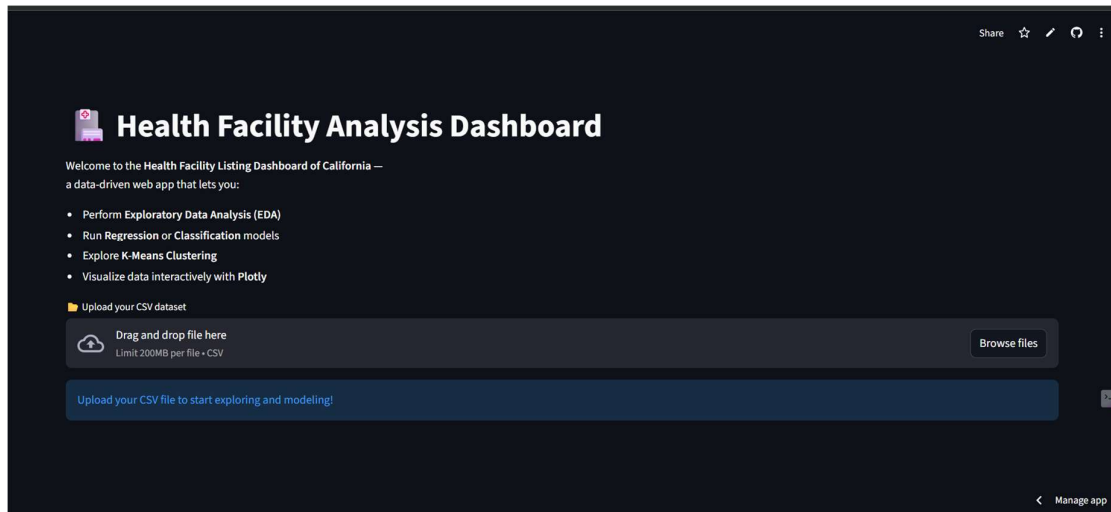 Share
Health Facility Analysis Dashboard
Welcome to the Health Facility Listing Dashboard of California —
a data-driven web app that lets you:
• Perform Exploratory Data Analysis (EDA)
• Run Regression or Classification models
• Explore K-Means Clustering
• Visualize data interactively with Plotly
Upload your CSV dataset
Drag and drop file here
Limit 200MB per file • CSV
Browse files
Upload your CSV file to start exploring and modeling!
Manage app